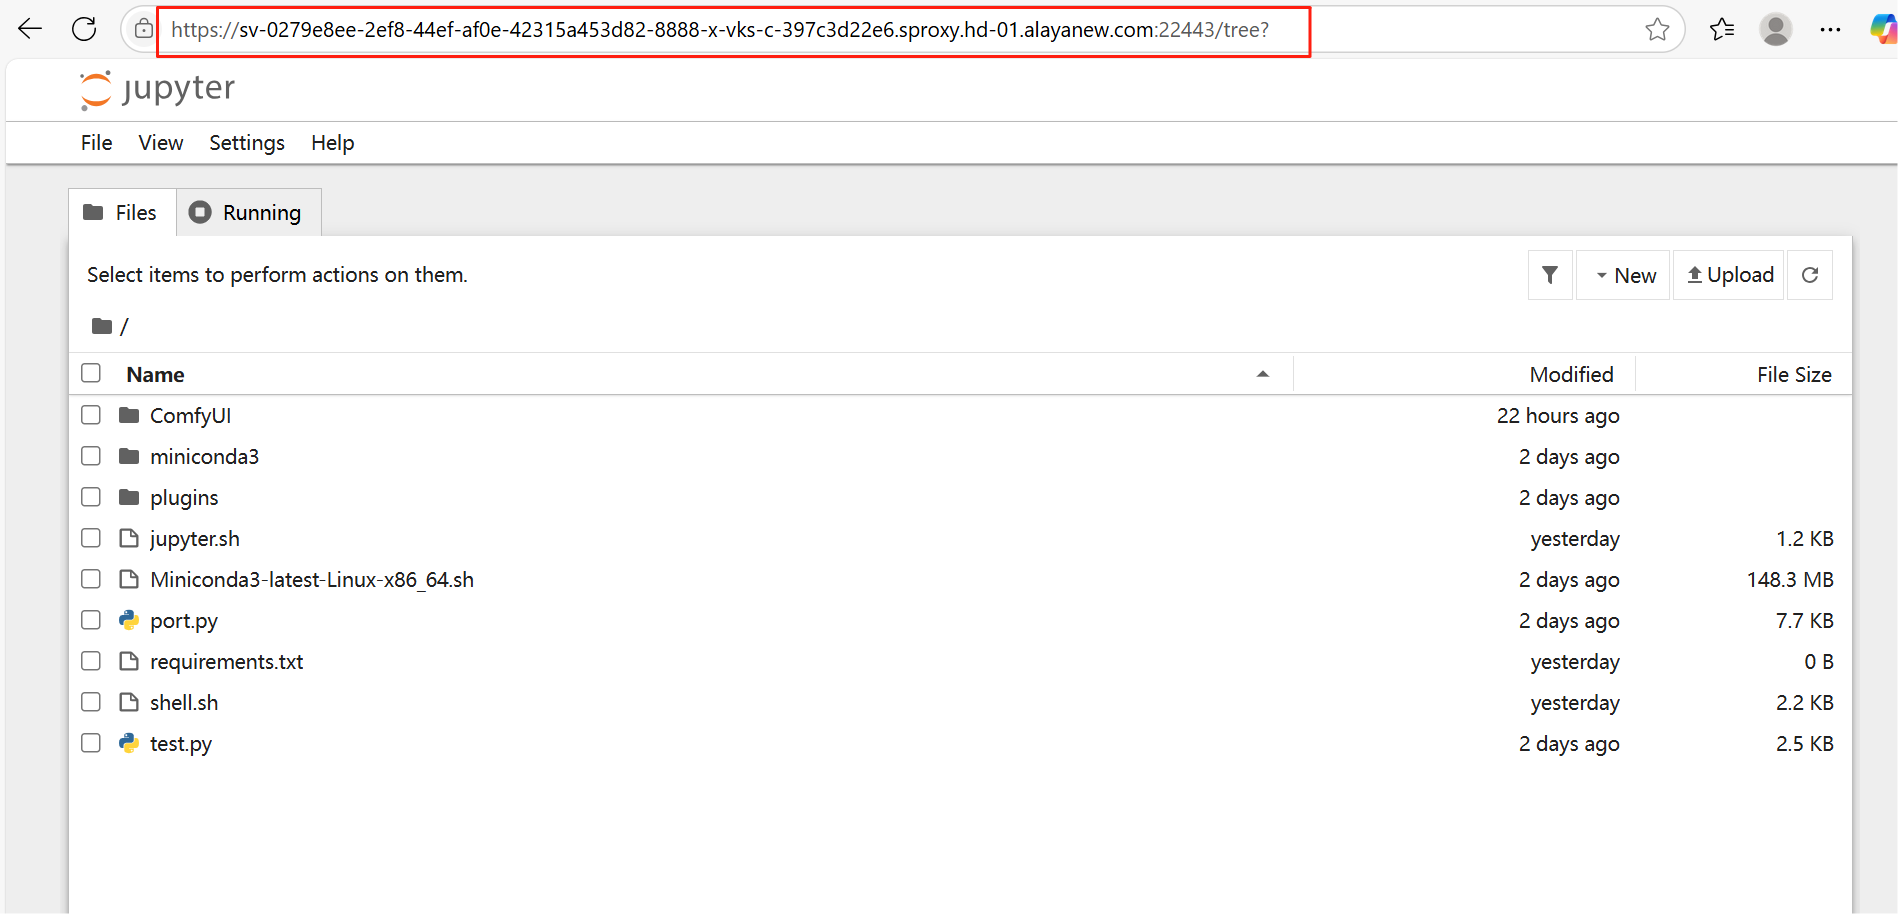 https://sv-0279e8ee-2ef8-44ef-af0e-42315a453d82-8888-x-vks-c-397c3d22e6.sproxy.hd-01.alayanew.com:22443/tree?
jupyter
File View Settings Help
Files Running
Select items to perform actions on them.
New Upload
/
Name Modified File Size
ComfyUI 22 hours ago
miniconda3 2 days ago
plugins 2 days ago
jupyter.sh yesterday 1.2 KB
Miniconda3-latest-Linux-x86_64.sh 2 days ago 148.3 MB
port.py 2 days ago 7.7 KB
requirements.txt yesterday 0 B
shell.sh yesterday 2.2 KB
test.py 2 days ago 2.5 KB